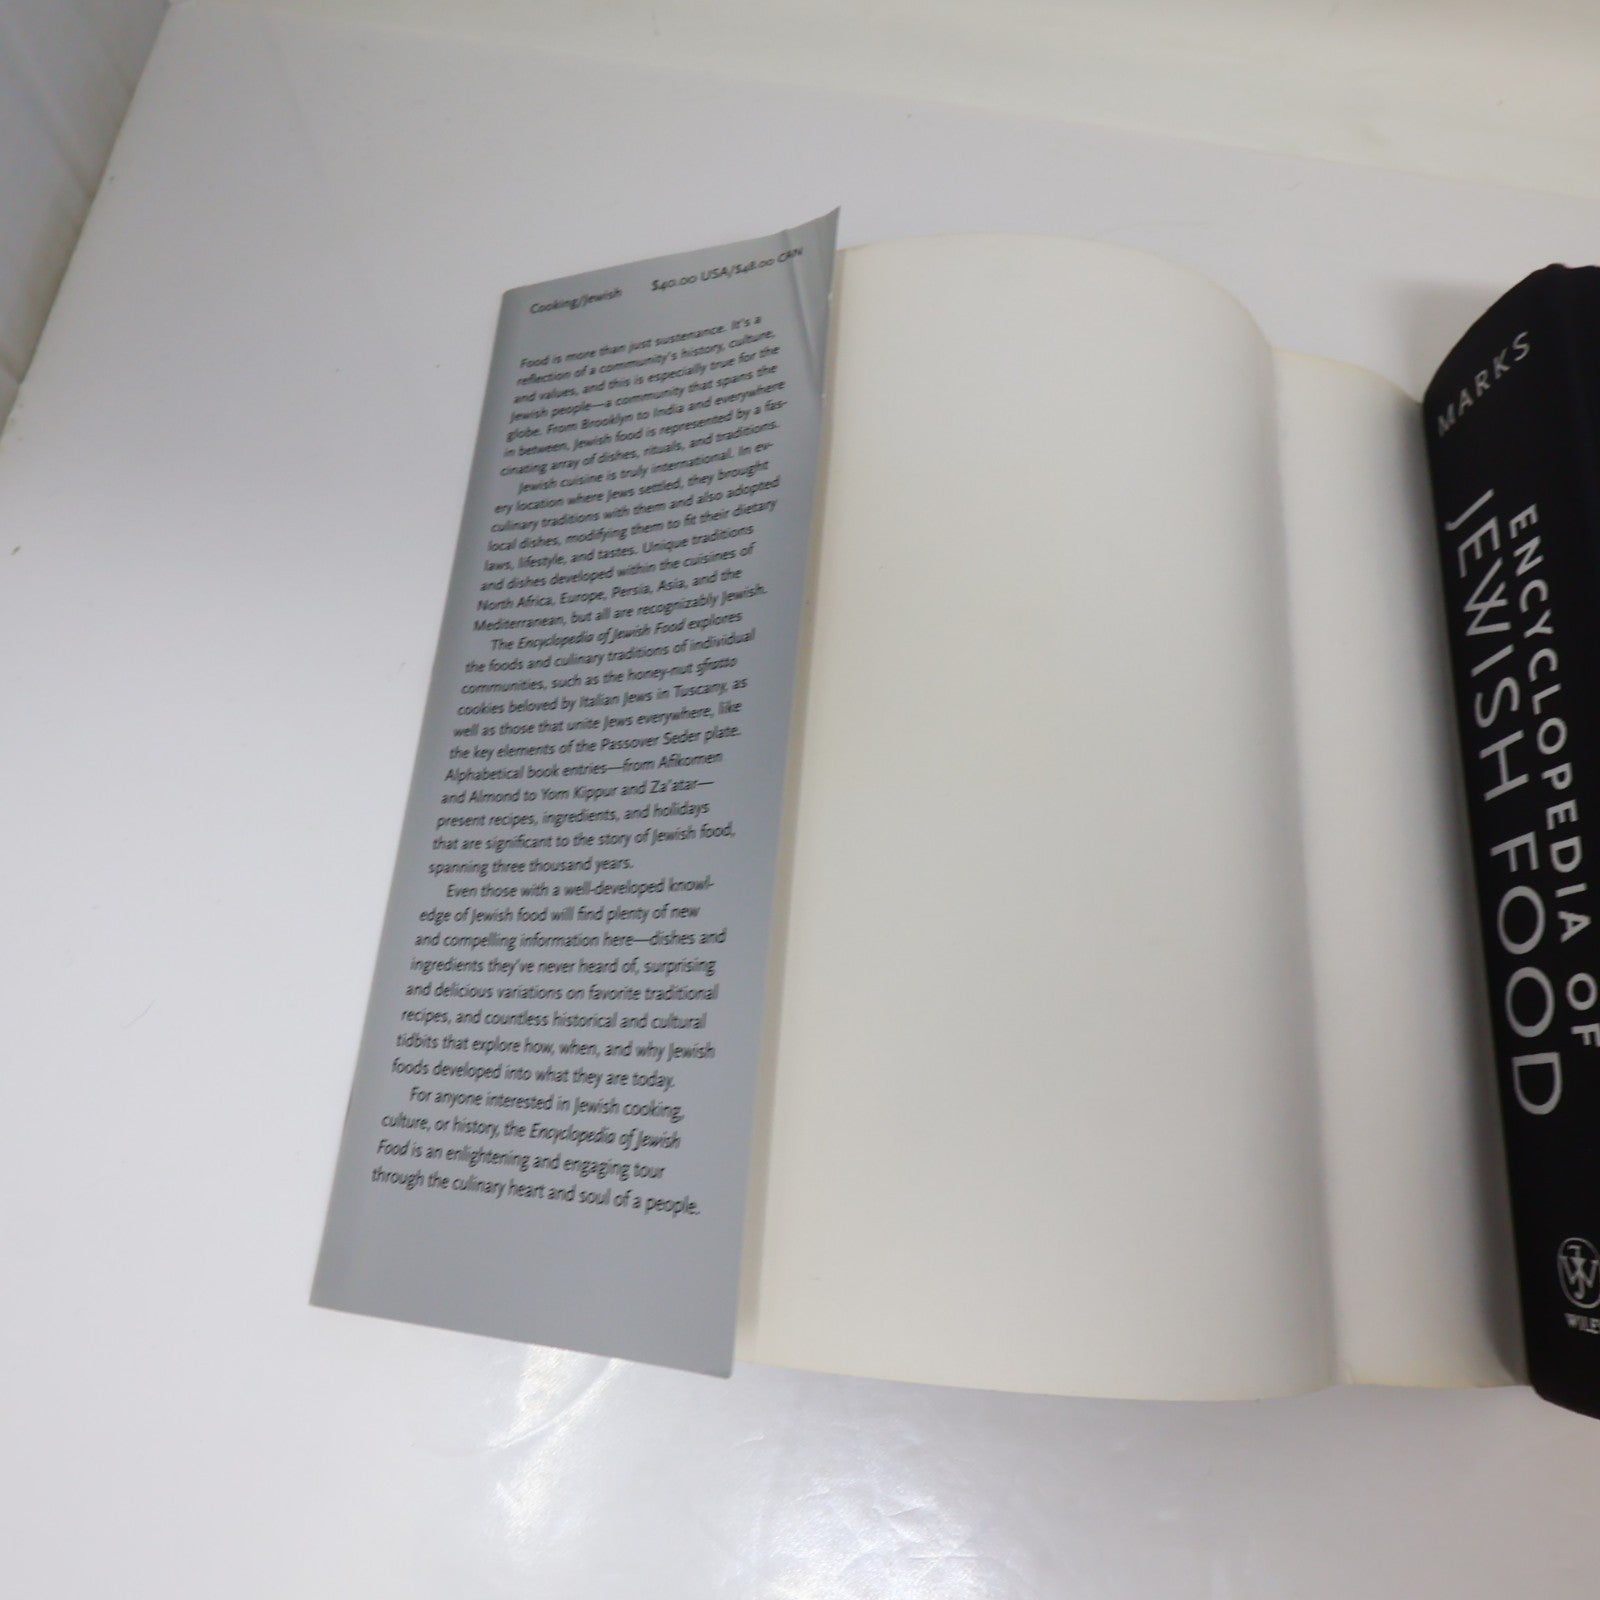 Cooking/Jewish $40.00 USA/$48.00 CAN
Food is more than just sustenance. It's a
reflection of a community's history, culture,
and values, and this is especially true for the
Jewish people—a community that spans the
globe. From Brooklyn to India and everywhere
in between, Jewish food is represented by a fas-
cinating array of dishes, rituals, and traditions.
Jewish cuisine is truly international. In ev-
ery location where Jews settled, they brought
culinary traditions with them and also adopted
local dishes, modifying them to fit their dietary
laws, lifestyle, and tastes. Unique traditions
and dishes developed within the cuisines of
North Africa, Europe, Persia, Asia, and the
Mediterranean, but all are recognizably Jewish.
The Encyclopedia of Jewish Food explores
the foods and culinary traditions of individual
communities, such as the honey-nut sfratto
cookies beloved by Italian Jews in Tuscany, as
well as those that unite Jews everywhere, like
the key elements of the Passover Seder plate.
Alphabetical book entries—from Afikomen
and Almond to Yom Kippur and Za'atar—
present recipes, ingredients, and holidays
that are significant to the story of Jewish food,
spanning three thousand years.
Even those with a well-developed knowl-
edge of Jewish food will find plenty of new
and compelling information here—dishes and
ingredients they've never heard of, surprising
and delicious variations on favorite traditional
recipes, and countless historical and cultural
tidbits that explore how, when, and why Jewish
foods developed into what they are today.
For anyone interested in Jewish cooking,
culture, or history, the Encyclopedia of Jewish
Food is an enlightening and engaging tour
through the culinary heart and soul of a people.
MARKS
ENCYCLOPEDIA OF
JEWISH FOOD